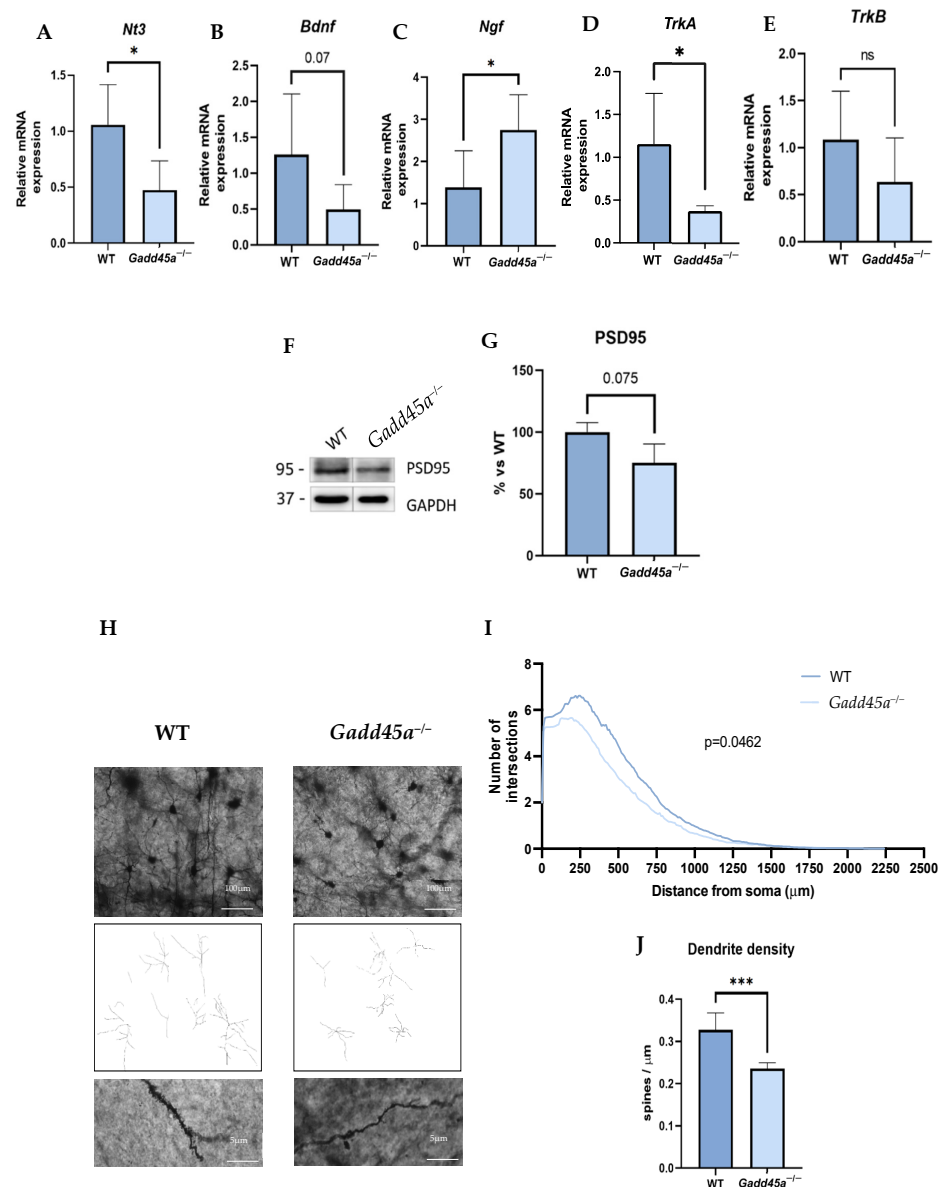 A
Nt3
*
Relative mRNA
expression
1.5
1.0
0.5
0.0
WT
Gadd45a−/−
B
Bdnf
0.07
Relative mRNA
expression
2.5
2.0
1.5
1.0
0.5
0.0
WT
Gadd45a−/−
C
Ngf
*
Relative mRNA
expression
4
3
2
1
0
WT
Gadd45a−/−
D
TrkA
*
Relative mRNA
expression
2.0
1.5
1.0
0.5
0.0
WT
Gadd45a−/−
E
TrkB
ns
Relative mRNA
expression
2.0
1.5
1.0
0.5
0.0
WT
Gadd45a−/−
F
WT
Gadd45a−/−
95 -
PSD95
37 -
GAPDH
G
PSD95
0.075
% vs WT
150
100
50
0
WT
Gadd45a−/−
H
WT
Gadd45a−/−
100μm
100μm
5μm
5μm
I
Number of
intersections
8
6
4
2
0
WT
Gadd45a−/−
p=0.0462
0 250 500 750 1000 1250 1500 1750 2000 2250 2500
Distance from soma (μm)
J
Dendrite density
***
spines / μm
0.4
0.3
0.2
0.1
0.0
WT
Gadd45a−/−